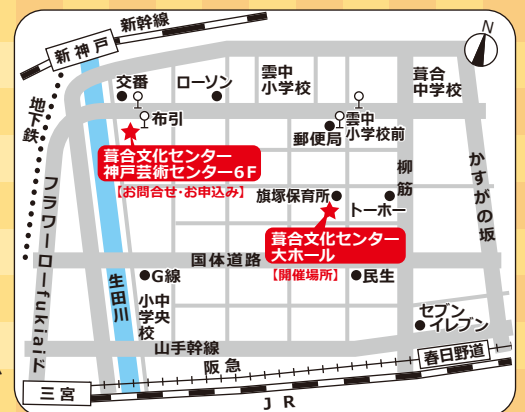 新幹線
新神戸
N
交番
ローソン
雲中
小学校
葺合
中学校
地下鉄
布引
郵便局
雲中
小学校前
葺合文化センター
神戸芸術センター6F
【お問合せ・お申込み】
柳筋
かすがの坂
旗塚保育所
トーホー
フラワーローfukiaiド
葺合文化センター
大ホール
【開催場所】
国体道路
生田川
G線
民生
小中
学央
校
セブン
イレブン
山手幹線
春日野道
阪急
三宮
JR